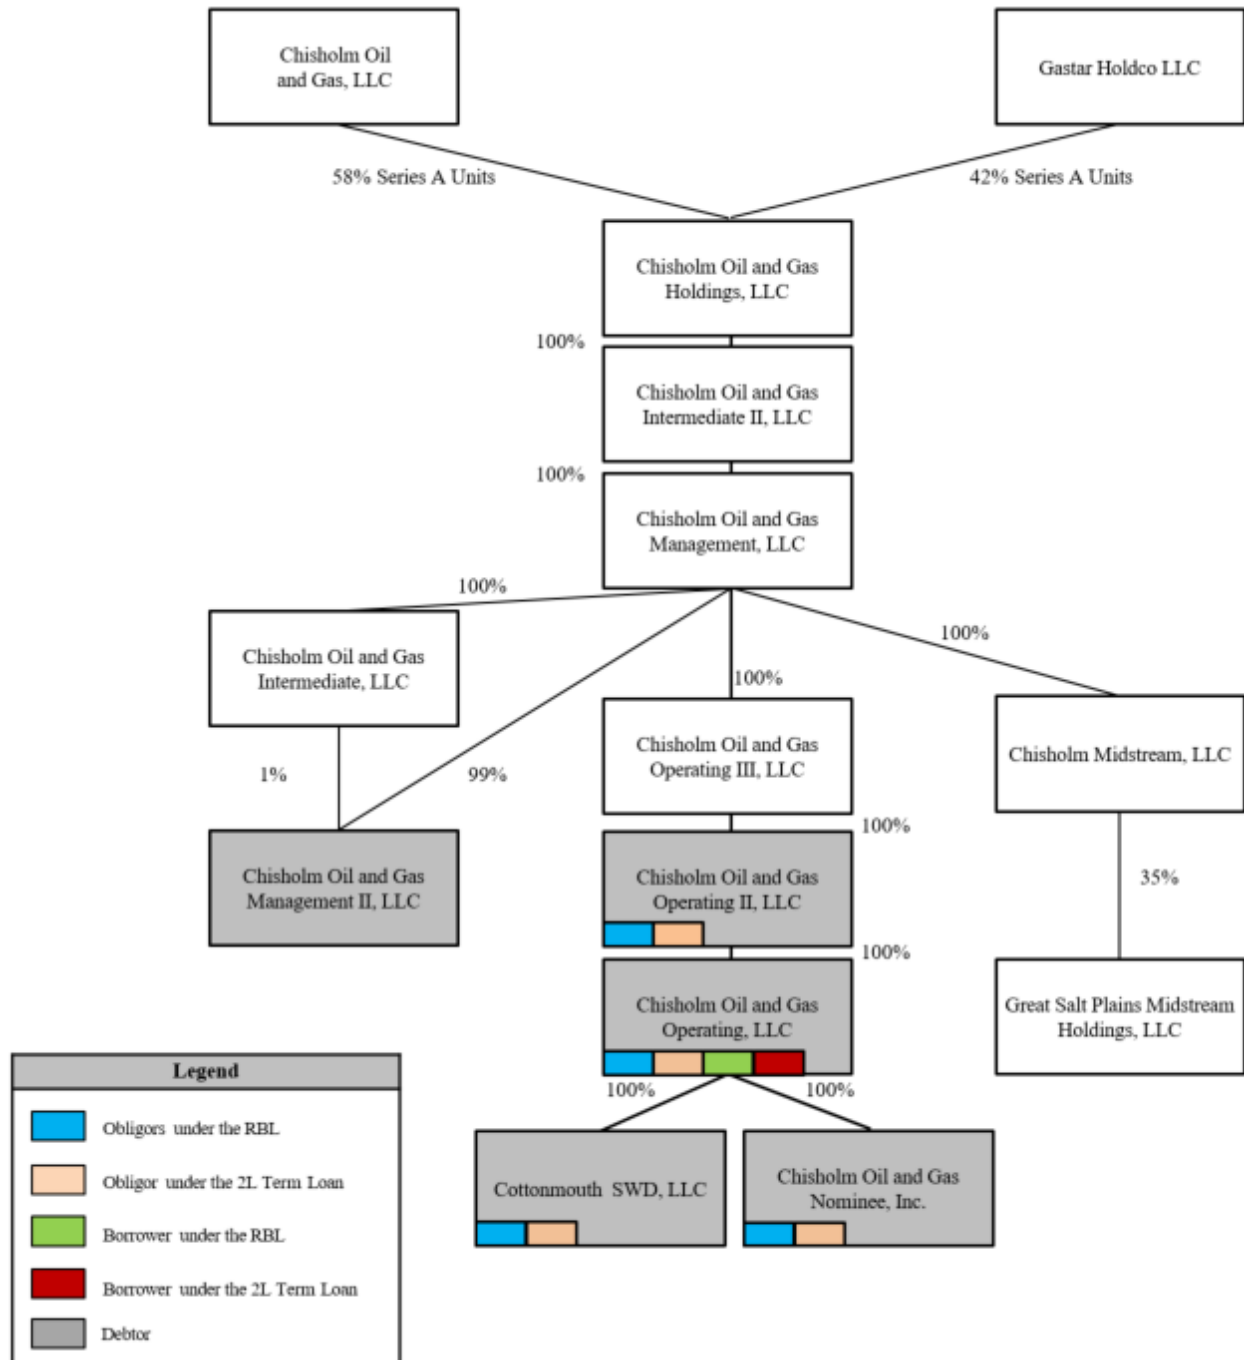 Chisholm Oil
and Gas, LLC
Gastar Holdco LLC
58% Series A Units
42% Series A Units
Chisholm Oil and Gas
Holdings, LLC
100%
Chisholm Oil and Gas
Intermediate II, LLC
100%
Chisholm Oil and Gas
Management, LLC
100%
100%
100%
Chisholm Oil and Gas
Intermediate, LLC
Chisholm Oil and Gas
Operating III, LLC
Chisholm Midstream, LLC
1%
99%
100%
35%
Chisholm Oil and Gas
Management II, LLC
Chisholm Oil and Gas
Operating II, LLC
100%
Chisholm Oil and Gas
Operating, LLC
Great Salt Plains Midstream
Holdings, LLC
100%
100%
Cottonmouth SWD, LLC
Chisholm Oil and Gas
Nominee, Inc.
Legend
Obligors under the RBL
Obligor under the 2L Term Loan
Borrower under the RBL
Borrower under the 2L Term Loan
Debtor